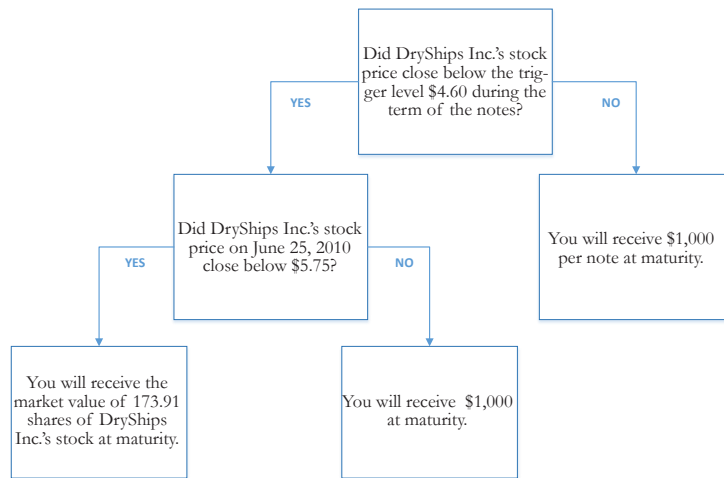 Did DryShips Inc.'s stock
price close below the trig-
ger level $4.60 during the
term of the notes?
YES
NO
Did DryShips Inc.'s stock
price on June 25, 2010
close below $5.75?
You will receive $1,000
per note at maturity.
YES
NO
You will receive the
market value of 173.91
shares of DryShips
Inc.'s stock at maturity.
You will receive  $1,000
at maturity.